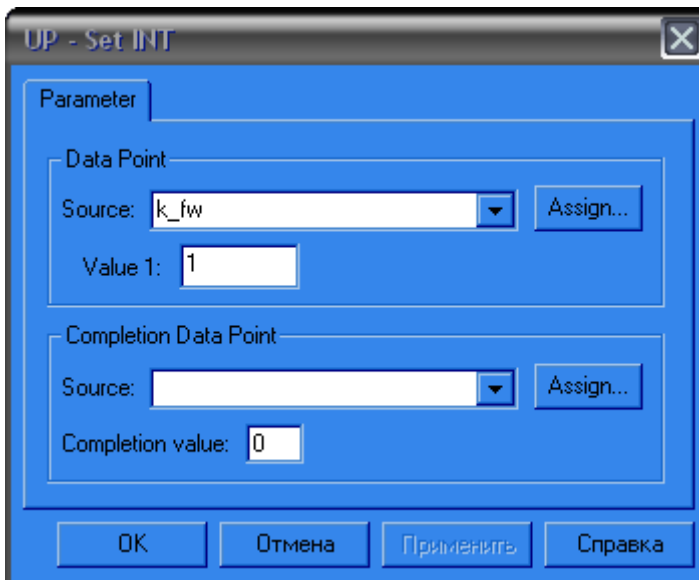 UP - Set INT
Parameter
Data Point
Source: k_fw Assign...
Value 1: 1
Completion Data Point
Source: Assign...
Completion value: 0
OK Отмена Применить Справка